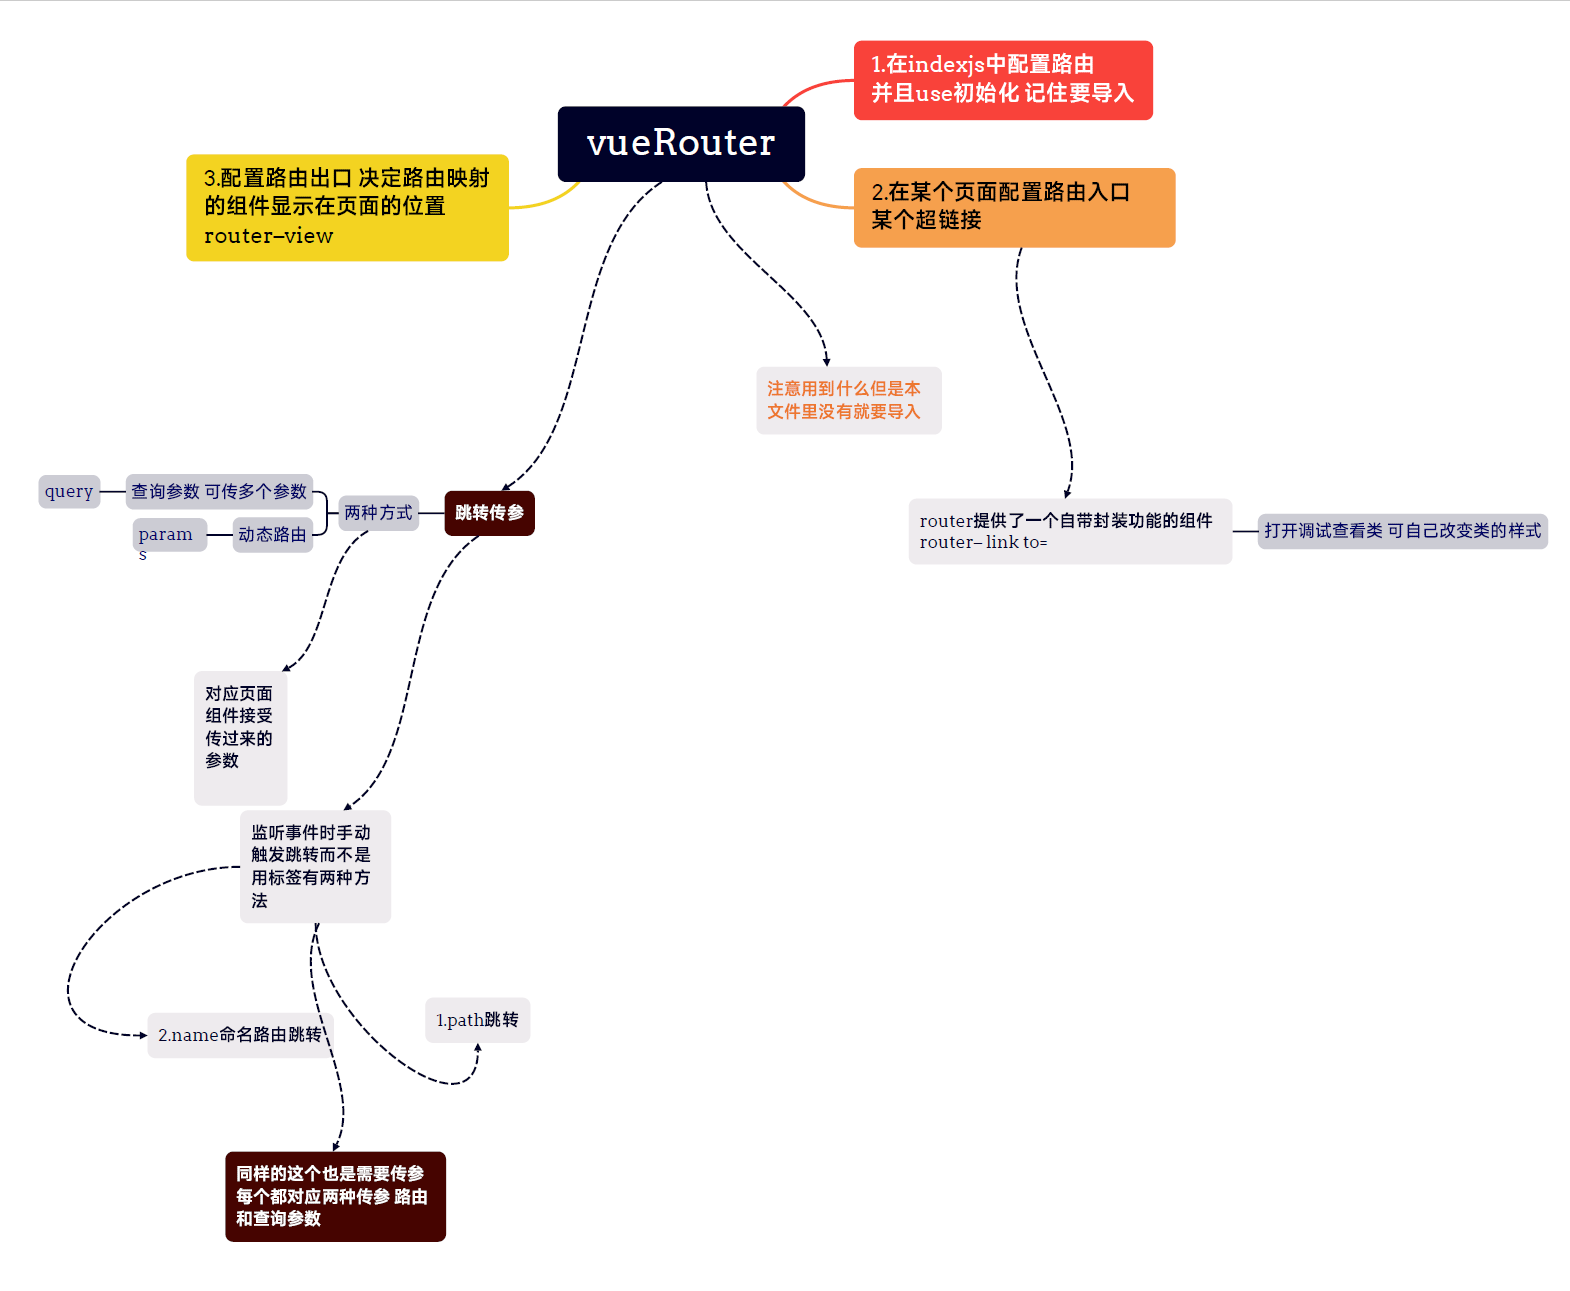 vueRouter
1.在indexjs中配置路由
并且use初始化 记住要导入
2.在某个页面配置路由入口
某个超链接
3.配置路由出口 决定路由映射
的组件显示在页面的位置
router–view
注意用到什么但是本
文件里没有就要导入
query
查询参数 可传多个参数
两种方式
跳转传参
param
s
动态路由
router提供了一个自带封装功能的组件
router– link to=
打开调试查看类 可自己改变类的样式
对应页面
组件接受
传过来的
参数
监听事件时手动
触发跳转而不是
用标签有两种方
法
1.path跳转
2.name命名路由跳转
同样的这个也是需要传参
每个都对应两种传参 路由
和查询参数